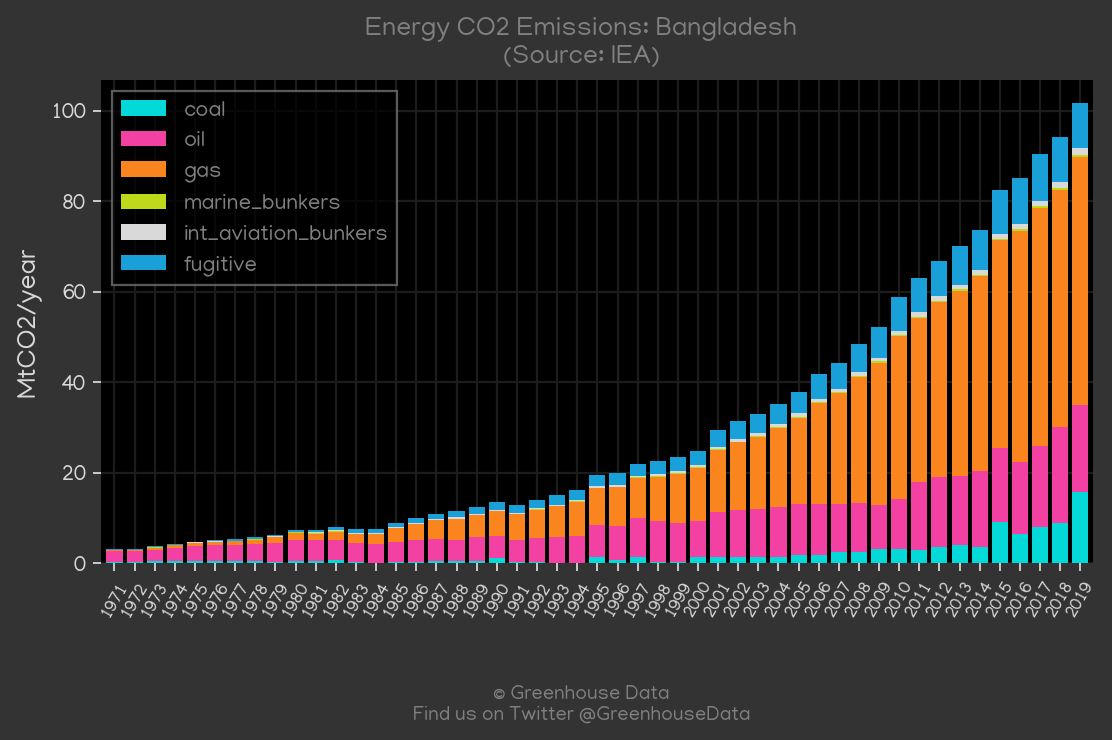 Energy CO2 Emissions: Bangladesh
(Source: IEA)
coal
oil
gas
marine_bunkers
int_aviation_bunkers
fugitive
MtCO2/year
100
80
60
40
20
0
1971 1972 1973 1974 1975 1976 1977 1978 1979 1980 1981 1982 1983 1984 1985 1986 1987 1988 1989 1990 1991 1992 1993 1994 1995 1996 1997 1998 1999 2000 2001 2002 2003 2004 2005 2006 2007 2008 2009 2010 2011 2012 2013 2014 2015 2016 2017 2018 2019
© Greenhouse Data
Find us on Twitter @GreenhouseData